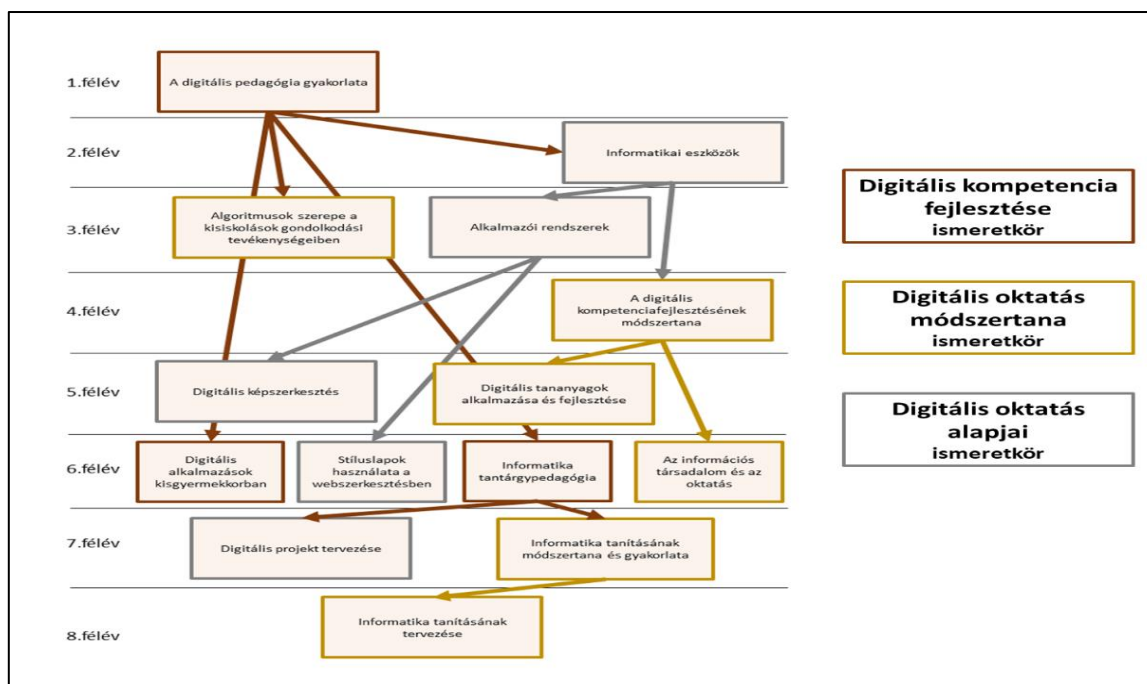 1.félév
A digitális pedagógia gyakorlata
2.félév
Informatikai eszközök
3.félév
Algoritmusok szerepe a
kisiskolások gondolkodási
tevékenységeiben
Alkalmazói rendszerek
4.félév
A digitális
kompetenciafejlesztésének
módszertana
5.félév
Digitális képszerkesztés
Digitális tananyagok
alkalmazása és fejlesztése
6.félév
Digitális
alkalmazások
kisgyermekkorban
Stíluslapok
használata a
webszerkesztésben
Informatika
tantárgypedagógia
Az információs
társadalom és az
oktatás
7.félév
Digitális projekt tervezése
Informatika tanításának
módszertana és gyakorlata
8.félév
Informatika tanításának
tervezése
Digitális kompetencia
fejlesztése
ismeretkör
Digitális oktatás
módszertana
ismeretkör
Digitális oktatás
alapjai
ismeretkör